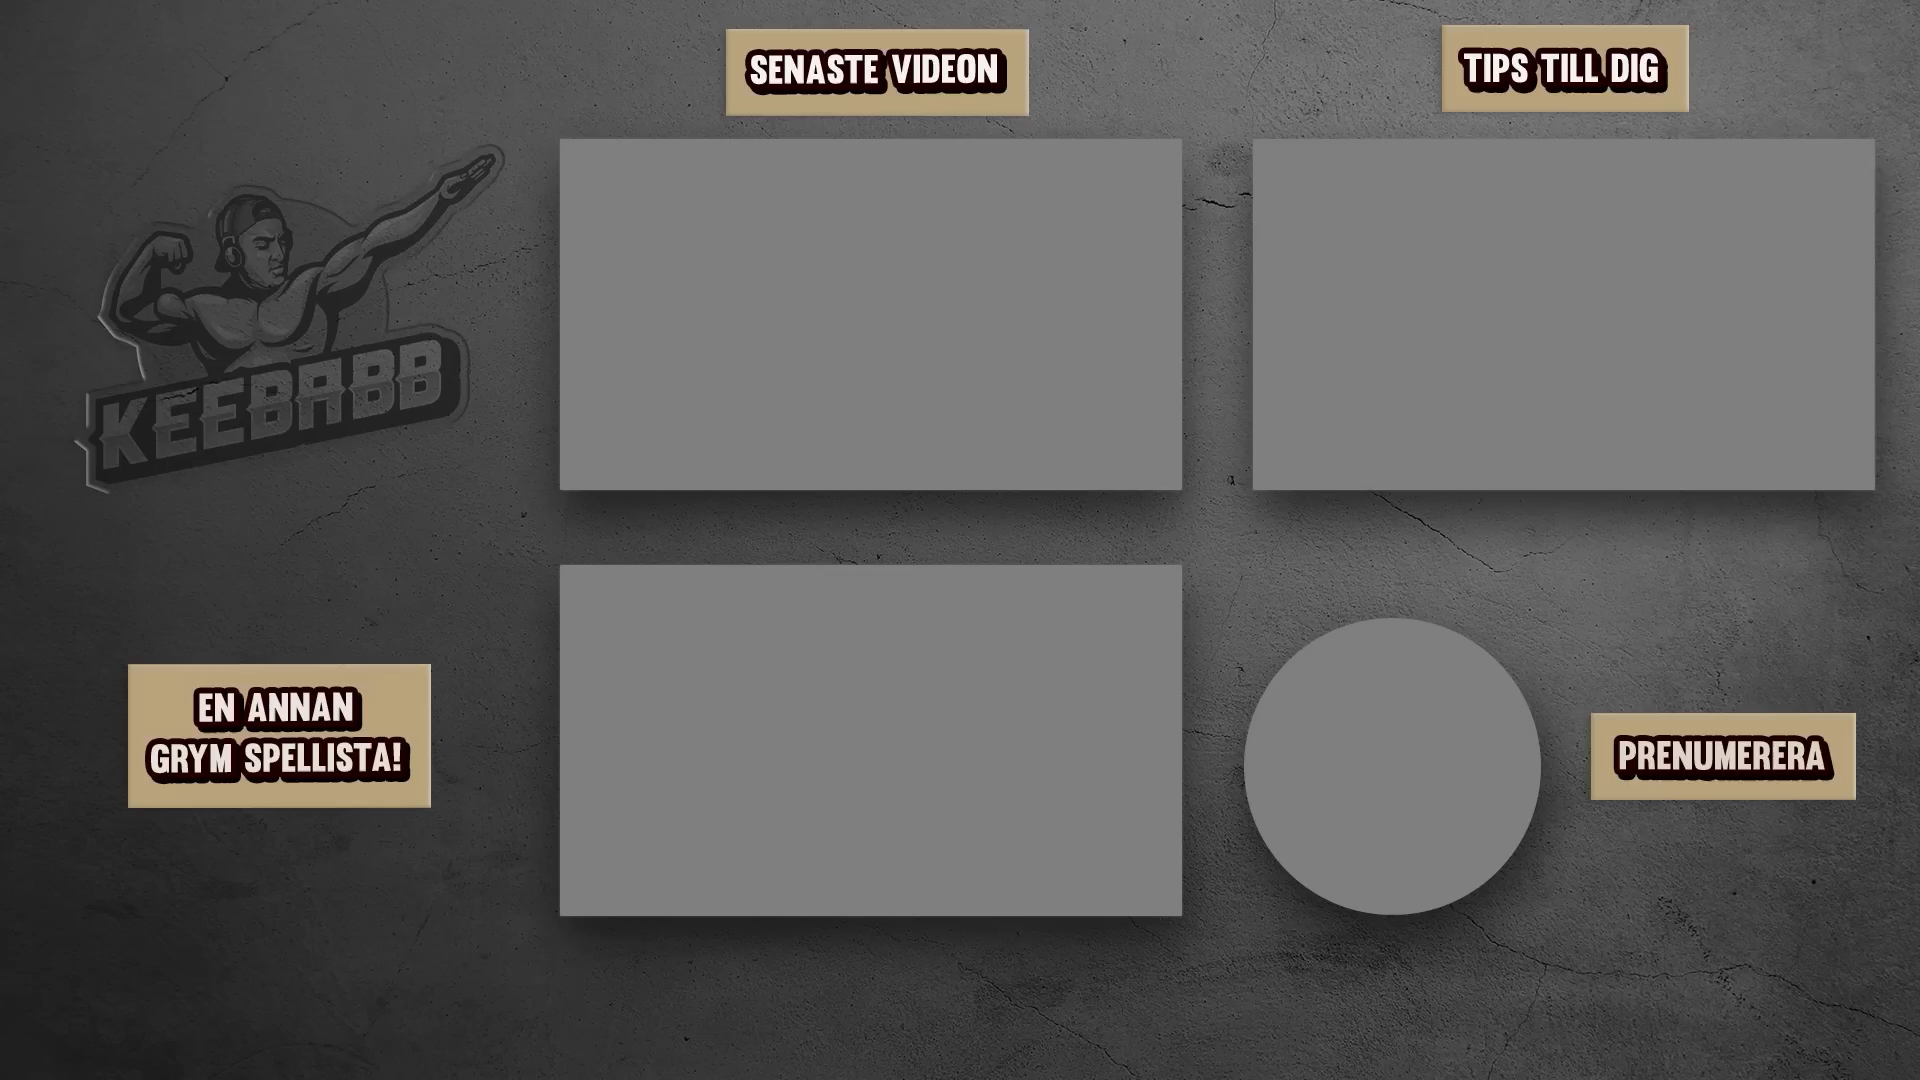 SENASTE VIDEON
TIPS TILL DIG
KEEBABB
EN ANNAN
GRYM SPELLISTA!
PRENUMERERA